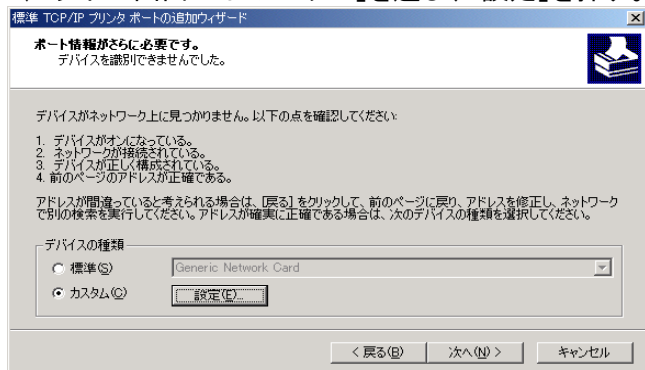 標準 TCP/IP プリンタ ポートの追加ウィザード
ポート情報がさらに必要です。
デバイスを識別できませんでした。
デバイスがネットワーク上に見つかりません。以下の点を確認してください:
1. デバイスがオンになっている。
2. ネットワークが接続されている。
3. デバイスが正しく構成されている。
4. 前のページのアドレスが正確である。
アドレスが間違っていると考えられる場合は、[戻る] をクリックして、前のページに戻り、アドレスを修正し、ネットワーク
で別の検索を実行してください。アドレスが確実に正確である場合は、次のデバイスの種類を選択してください。
デバイスの種類
標準(S) Generic Network Card
カスタム(C) 設定(E)...
< 戻る(B) 次へ(N) > キャンセル